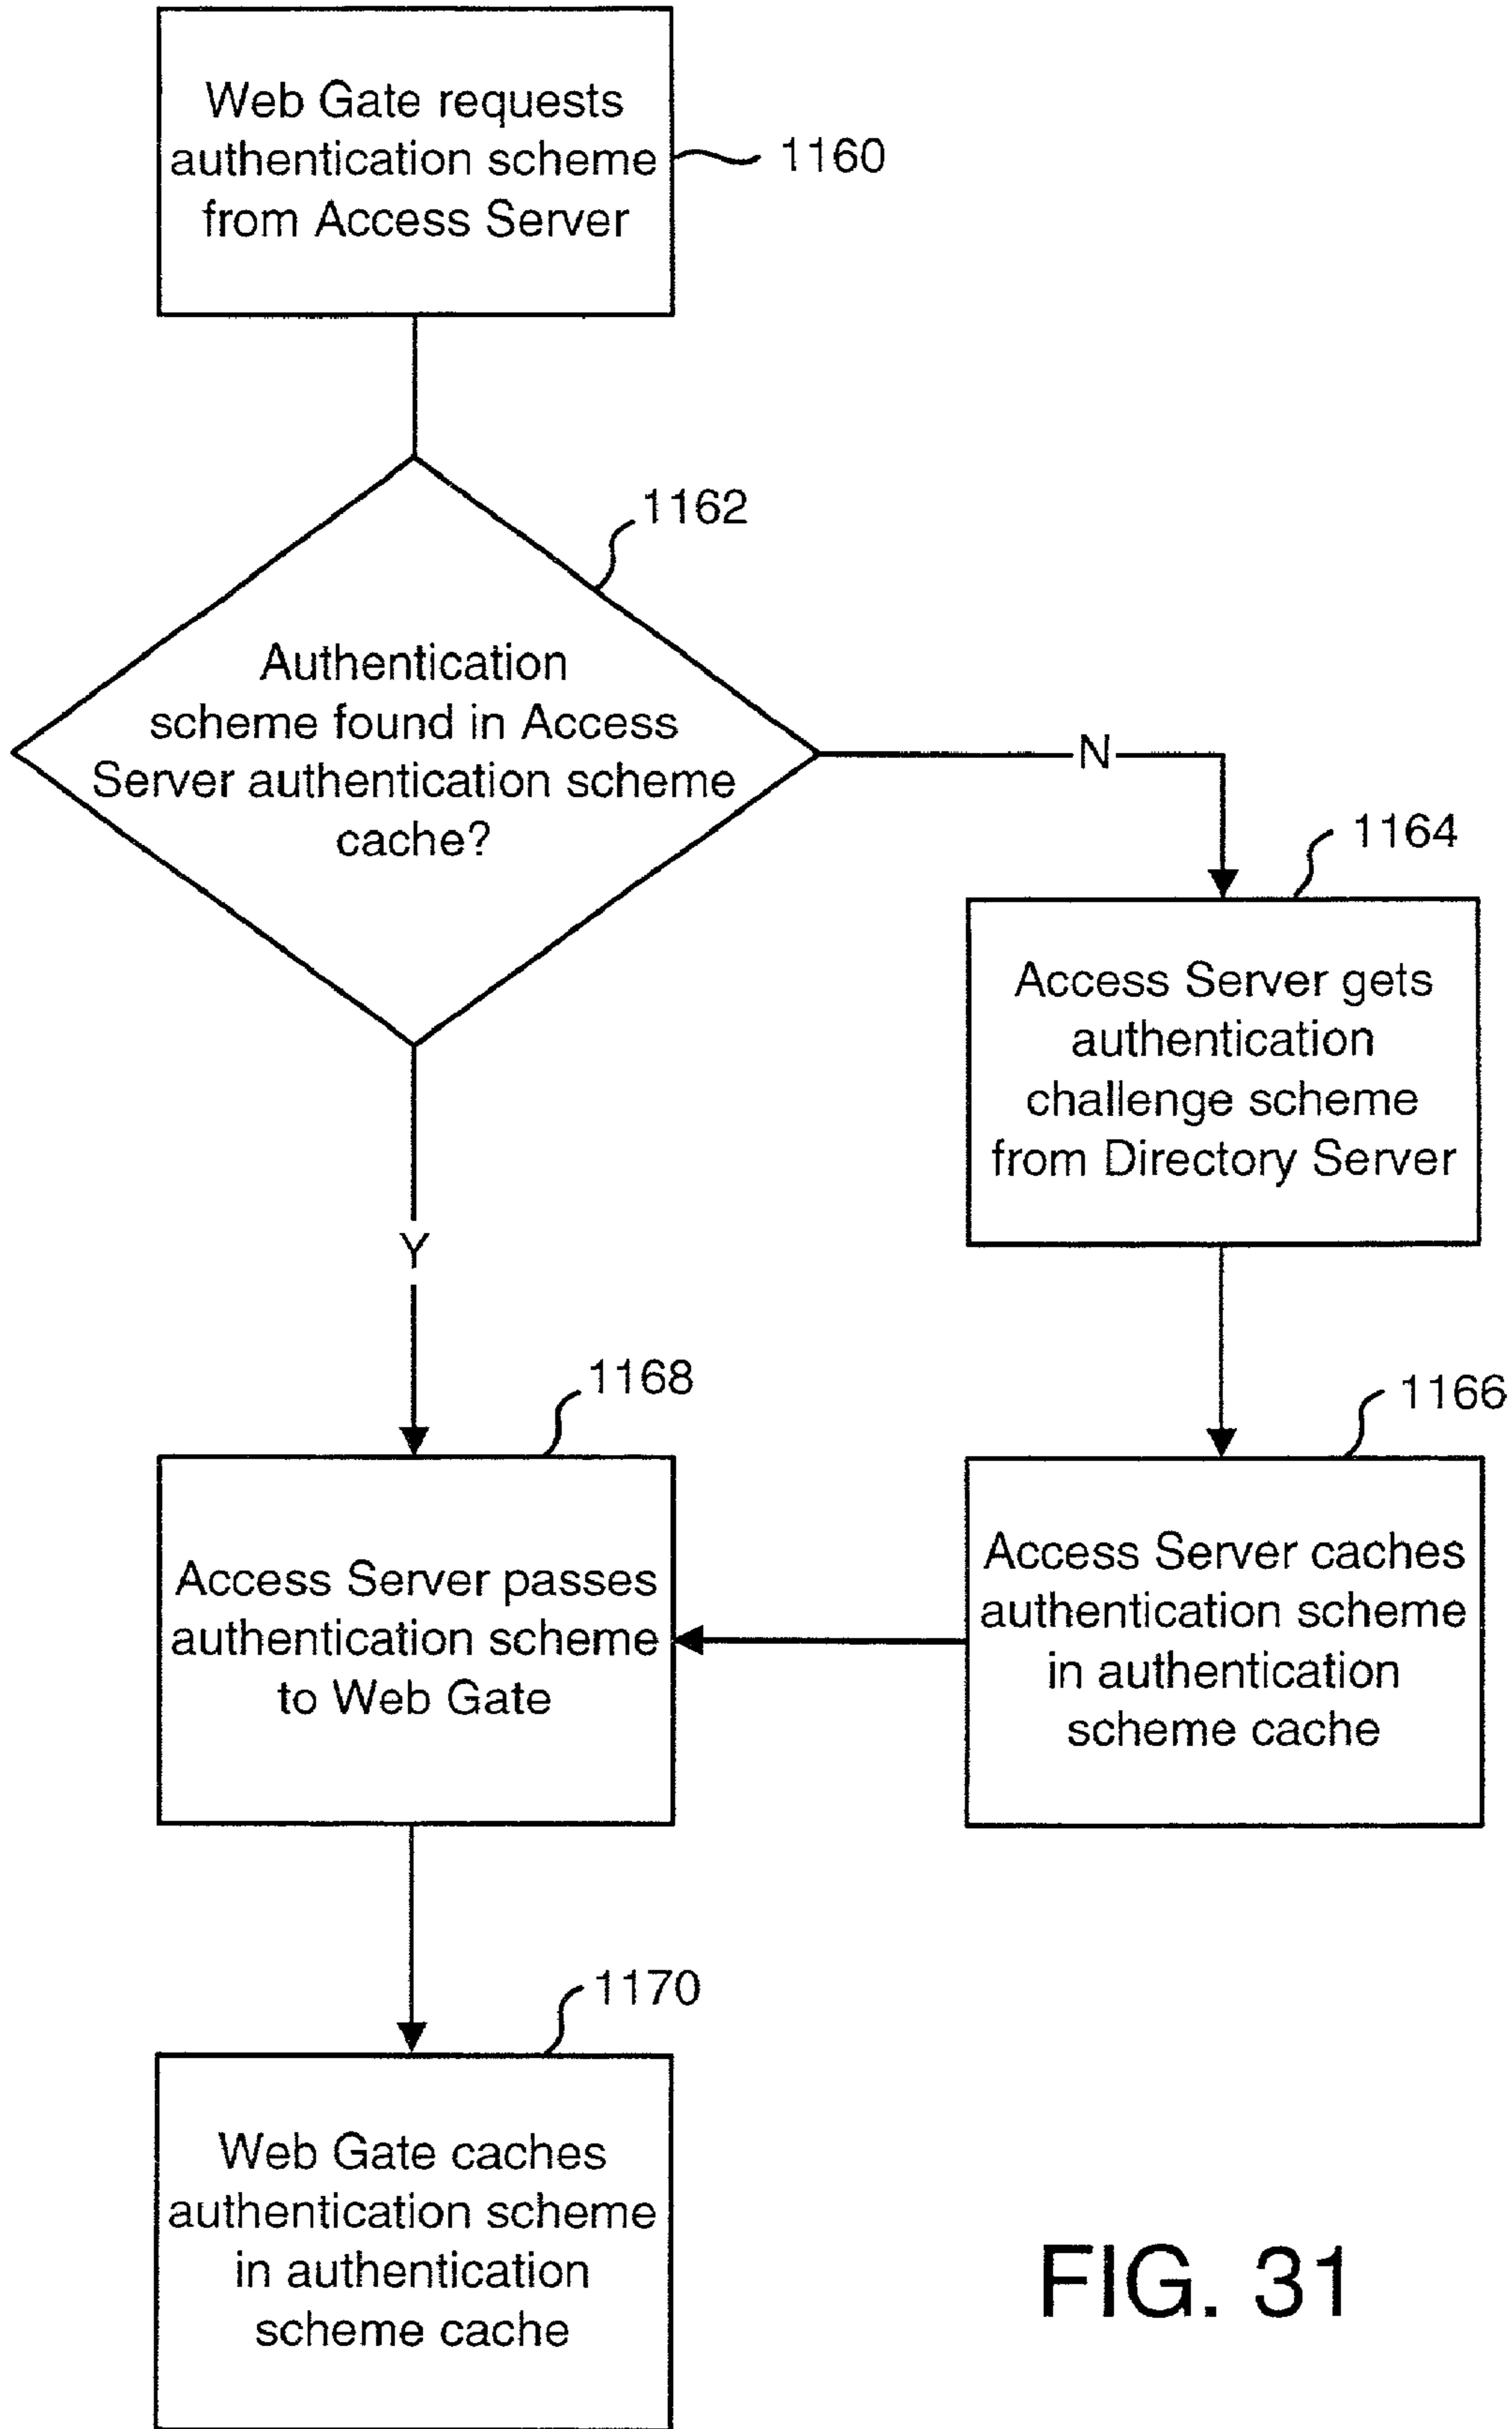 Web Gate requests
authentication scheme
from Access Server
1160
1162
Authentication
scheme found in Access
Server authentication scheme
cache?
N
1164
Access Server gets
authentication
challenge scheme
from Directory Server
Y
1168
Access Server passes
authentication scheme
to Web Gate
1166
Access Server caches
authentication scheme
in authentication
scheme cache
1170
Web Gate caches
authentication scheme
in authentication
scheme cache
FIG. 31